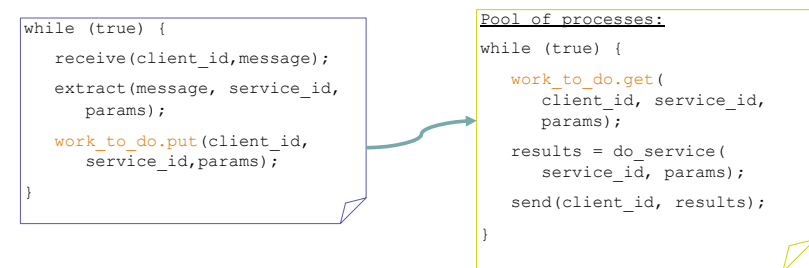 while (true) {
receive(client_id,message);
extract(message, service_id,
params);
work_to_do.put(client_id,
service_id,params);
}
Pool of processes:
while (true) {
work_to_do.get(
client_id, service_id,
params);
results = do_service(
service_id, params);
send(client_id, results);
}